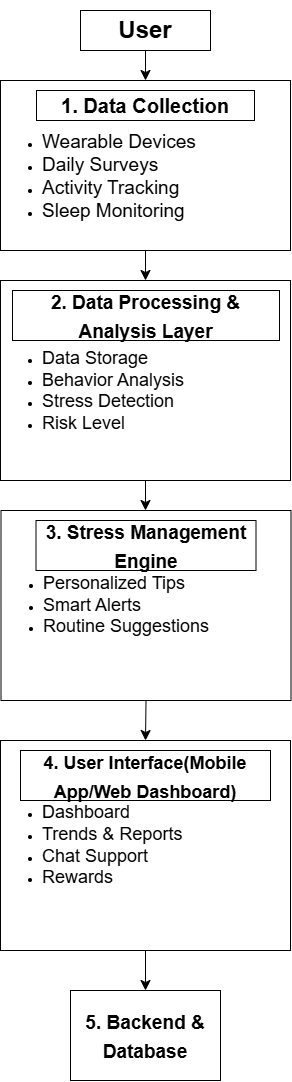 User
1. Data Collection
• Wearable Devices
• Daily Surveys
• Activity Tracking
• Sleep Monitoring
2. Data Processing &
Analysis Layer
• Data Storage
• Behavior Analysis
• Stress Detection
• Risk Level
3. Stress Management
Engine
• Personalized Tips
• Smart Alerts
• Routine Suggestions
4. User Interface(Mobile
App/Web Dashboard)
• Dashboard
• Trends & Reports
• Chat Support
• Rewards
5. Backend &
Database